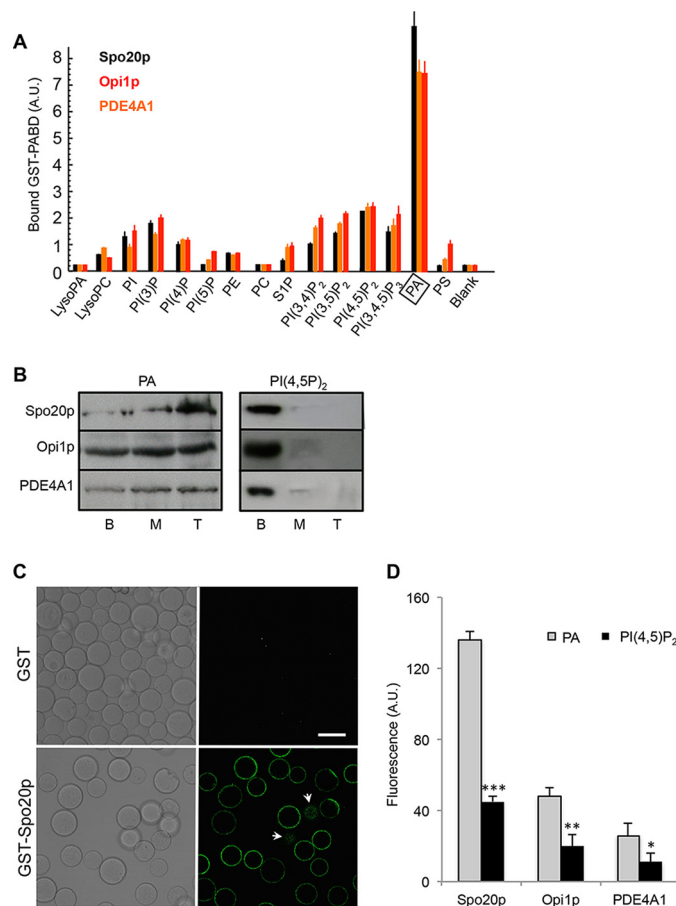 A
Bound GST-PABD (A.U.)
8
7
6
5
4
3
2
1
0
Spo20p
Opi1p
PDE4A1
LysoPA
LysoPC
PI
PI(3)P
PI(4)P
PI(5)P
PE
PC
S1P
PI(3,4)P2
PI(3,5)P2
PI(4,5)P2
PI(3,4,5)P3
PA
PS
Blank
B
PA
PI(4,5P)2
Spo20p
Opi1p
PDE4A1
B M T
B M T
C
GST
GST-Spo20p
D
Fluorescence (A.U.)
160
120
80
40
0
PA
PI(4,5)P2
***
**
*
Spo20p
Opi1p
PDE4A1